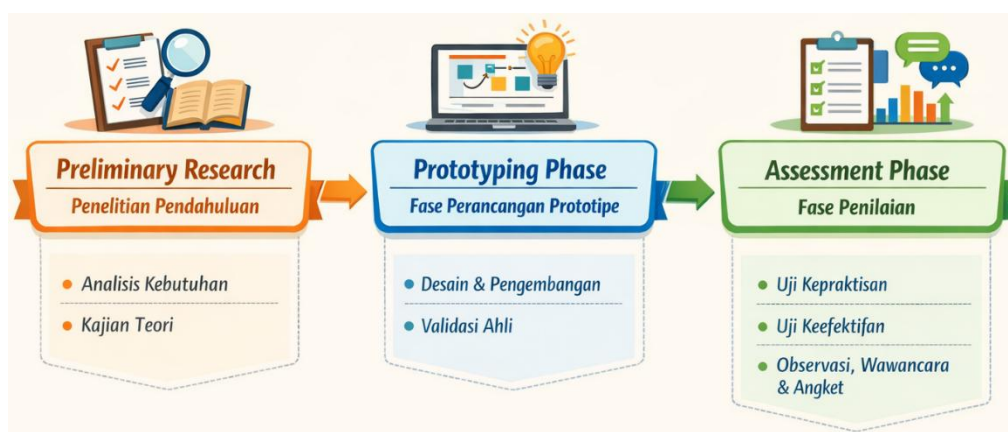 Preliminary Research
Penelitian Pendahuluan
• Analisis Kebutuhan
• Kajian Teori
Prototyping Phase
Fase Perancangan Prototipe
• Desain & Pengembangan
• Validasi Ahli
Assessment Phase
Fase Penilaian
• Uji Kepraktisan
• Uji Keefektifan
• Observasi, Wawancara
& Angket